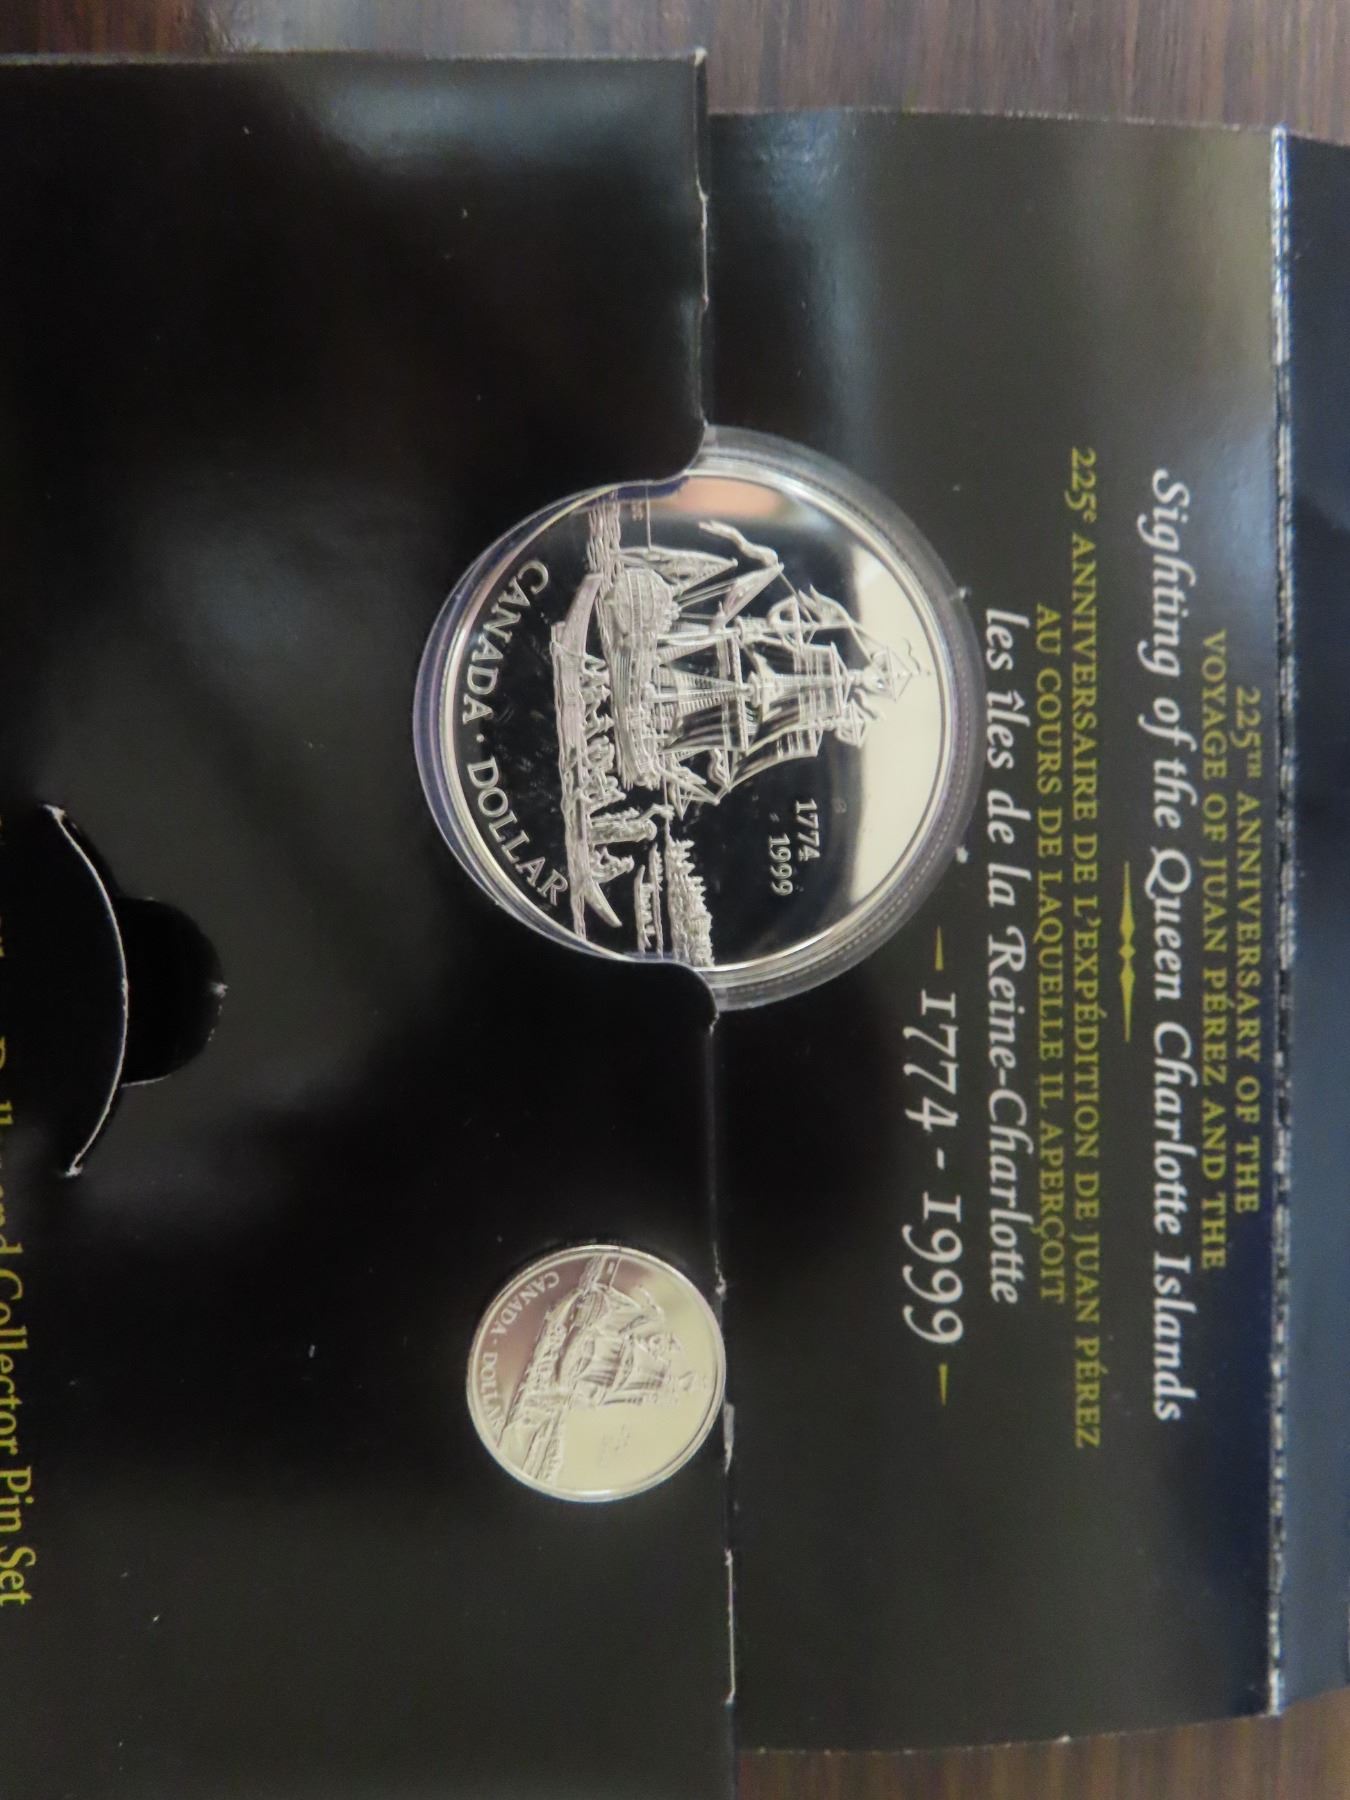 225TH ANNIVERSARY OF THE
VOYAGE OF JUAN PÉREZ AND THE
Sighting of the Queen Charlotte Islands
225e ANNIVERSAIRE DE L'EXPÉDITION DE JUAN PÉREZ
AU COURS DE LAQUELLE IL APERÇOIT
les îles de la Reine-Charlotte
1774 - 1999
1774
1999
CANADA · DOLLAR
CANADA · DOLLAR
Collector Pin Set